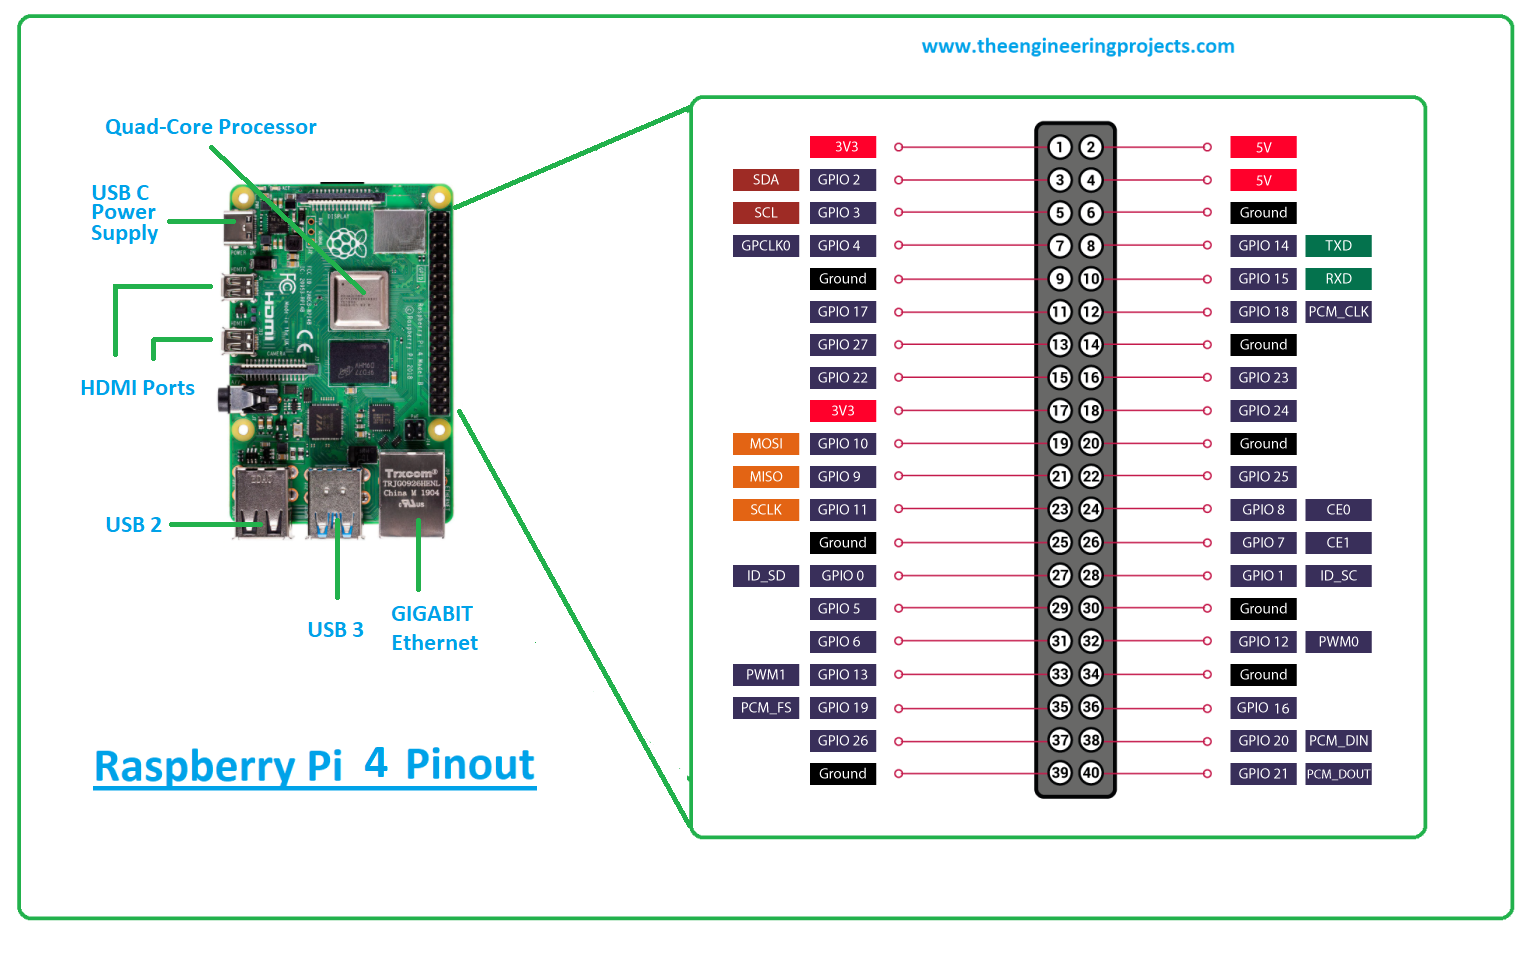 www.theengineeringprojects.com
Quad-Core Processor
USB C
Power
Supply
HDMI Ports
USB 2
USB 3
GIGABIT
Ethernet
DISPLAY
HDMI
CAMERA
Trxcom®
TRJG0926HENL
China M 1904
Raspberry Pi 4 Pinout
3V3 1 2 5V
SDA GPIO 2 3 4 5V
SCL GPIO 3 5 6 Ground
GPCLK0 GPIO 4 7 8 GPIO 14 TXD
Ground 9 10 GPIO 15 RXD
GPIO 17 11 12 GPIO 18 PCM_CLK
GPIO 27 13 14 Ground
GPIO 22 15 16 GPIO 23
3V3 17 18 GPIO 24
MOSI GPIO 10 19 20 Ground
MISO GPIO 9 21 22 GPIO 25
SCLK GPIO 11 23 24 GPIO 8 CE0
Ground 25 26 GPIO 7 CE1
ID_SD GPIO 0 27 28 GPIO 1 ID_SC
GPIO 5 29 30 Ground
GPIO 6 31 32 GPIO 12 PWM0
PWM1 GPIO 13 33 34 Ground
PCM_FS GPIO 19 35 36 GPIO 16
GPIO 26 37 38 GPIO 20 PCM_DIN
Ground 39 40 GPIO 21 PCM_DOUT